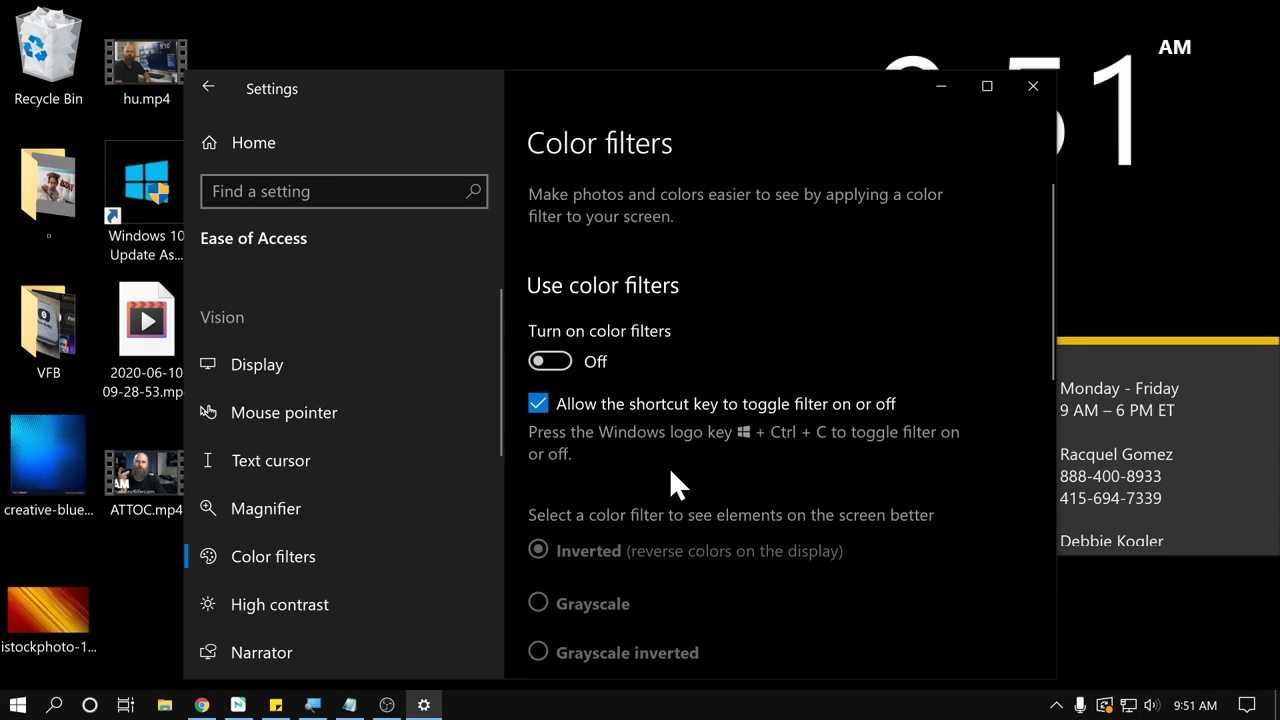 Recycle Bin
hu.mp4
Windows 10
Update As...
VFB
2020-06-10
09-28-53.mp
creative-blue...
ATTOC.mp4
istockphoto-1...
Settings
Home
Find a setting
Ease of Access
Vision
Display
Mouse pointer
Text cursor
Magnifier
Color filters
High contrast
Narrator
Color filters
Make photos and colors easier to see by applying a color
filter to your screen.
Use color filters
Turn on color filters
Off
Allow the shortcut key to toggle filter on or off
Press the Windows logo key + Ctrl + C to toggle filter on
or off.
Select a color filter to see elements on the screen better
Inverted (reverse colors on the display)
Grayscale
Grayscale inverted
AM
51
Monday - Friday
9 AM – 6 PM ET
Racquel Gomez
888-400-8933
415-694-7339
Debbie Kogler
9:51 AM